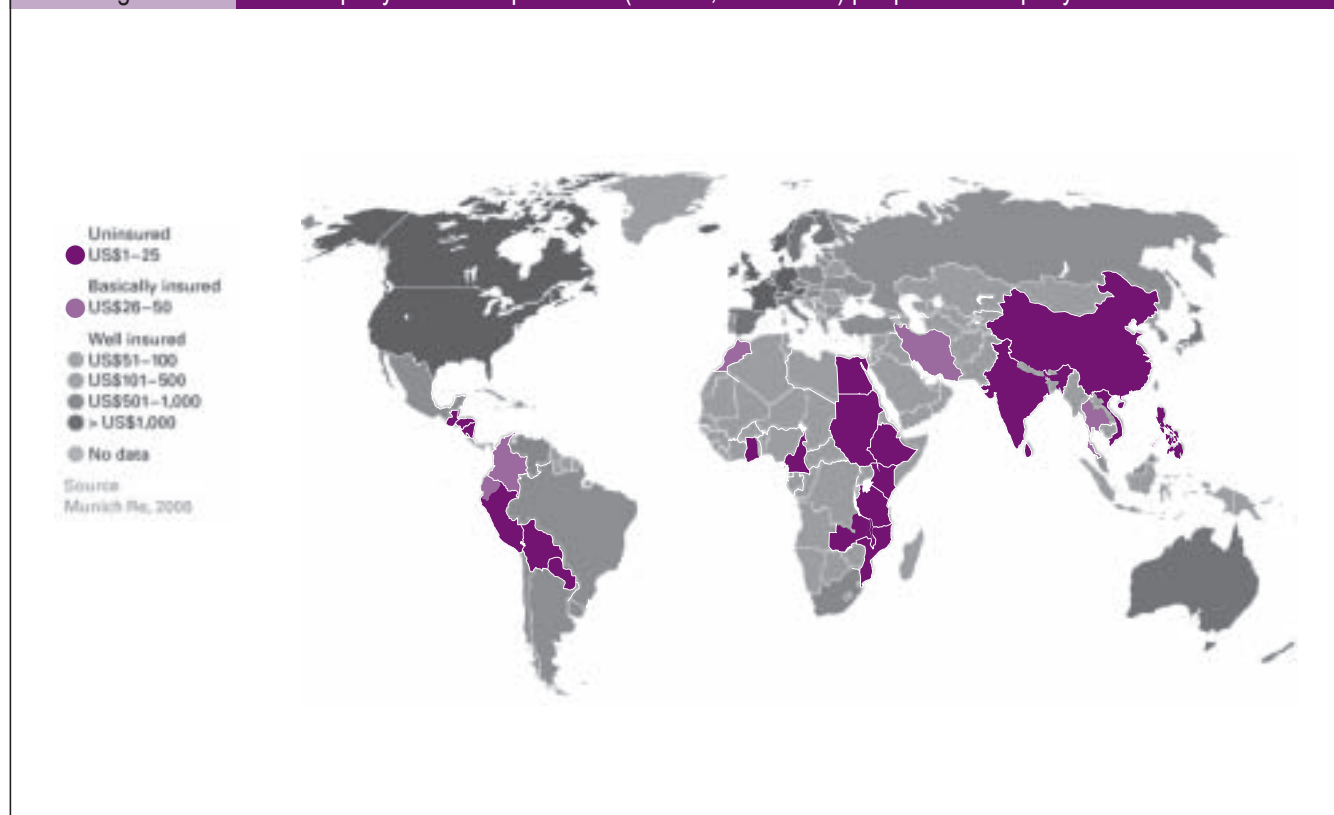 Uninsured
US$1–25
Basically insured
US$26–50
Well insured
US$51–100
US$101–500
US$501–1,000
> US$1,000
No data
Source
Munich Re, 2006